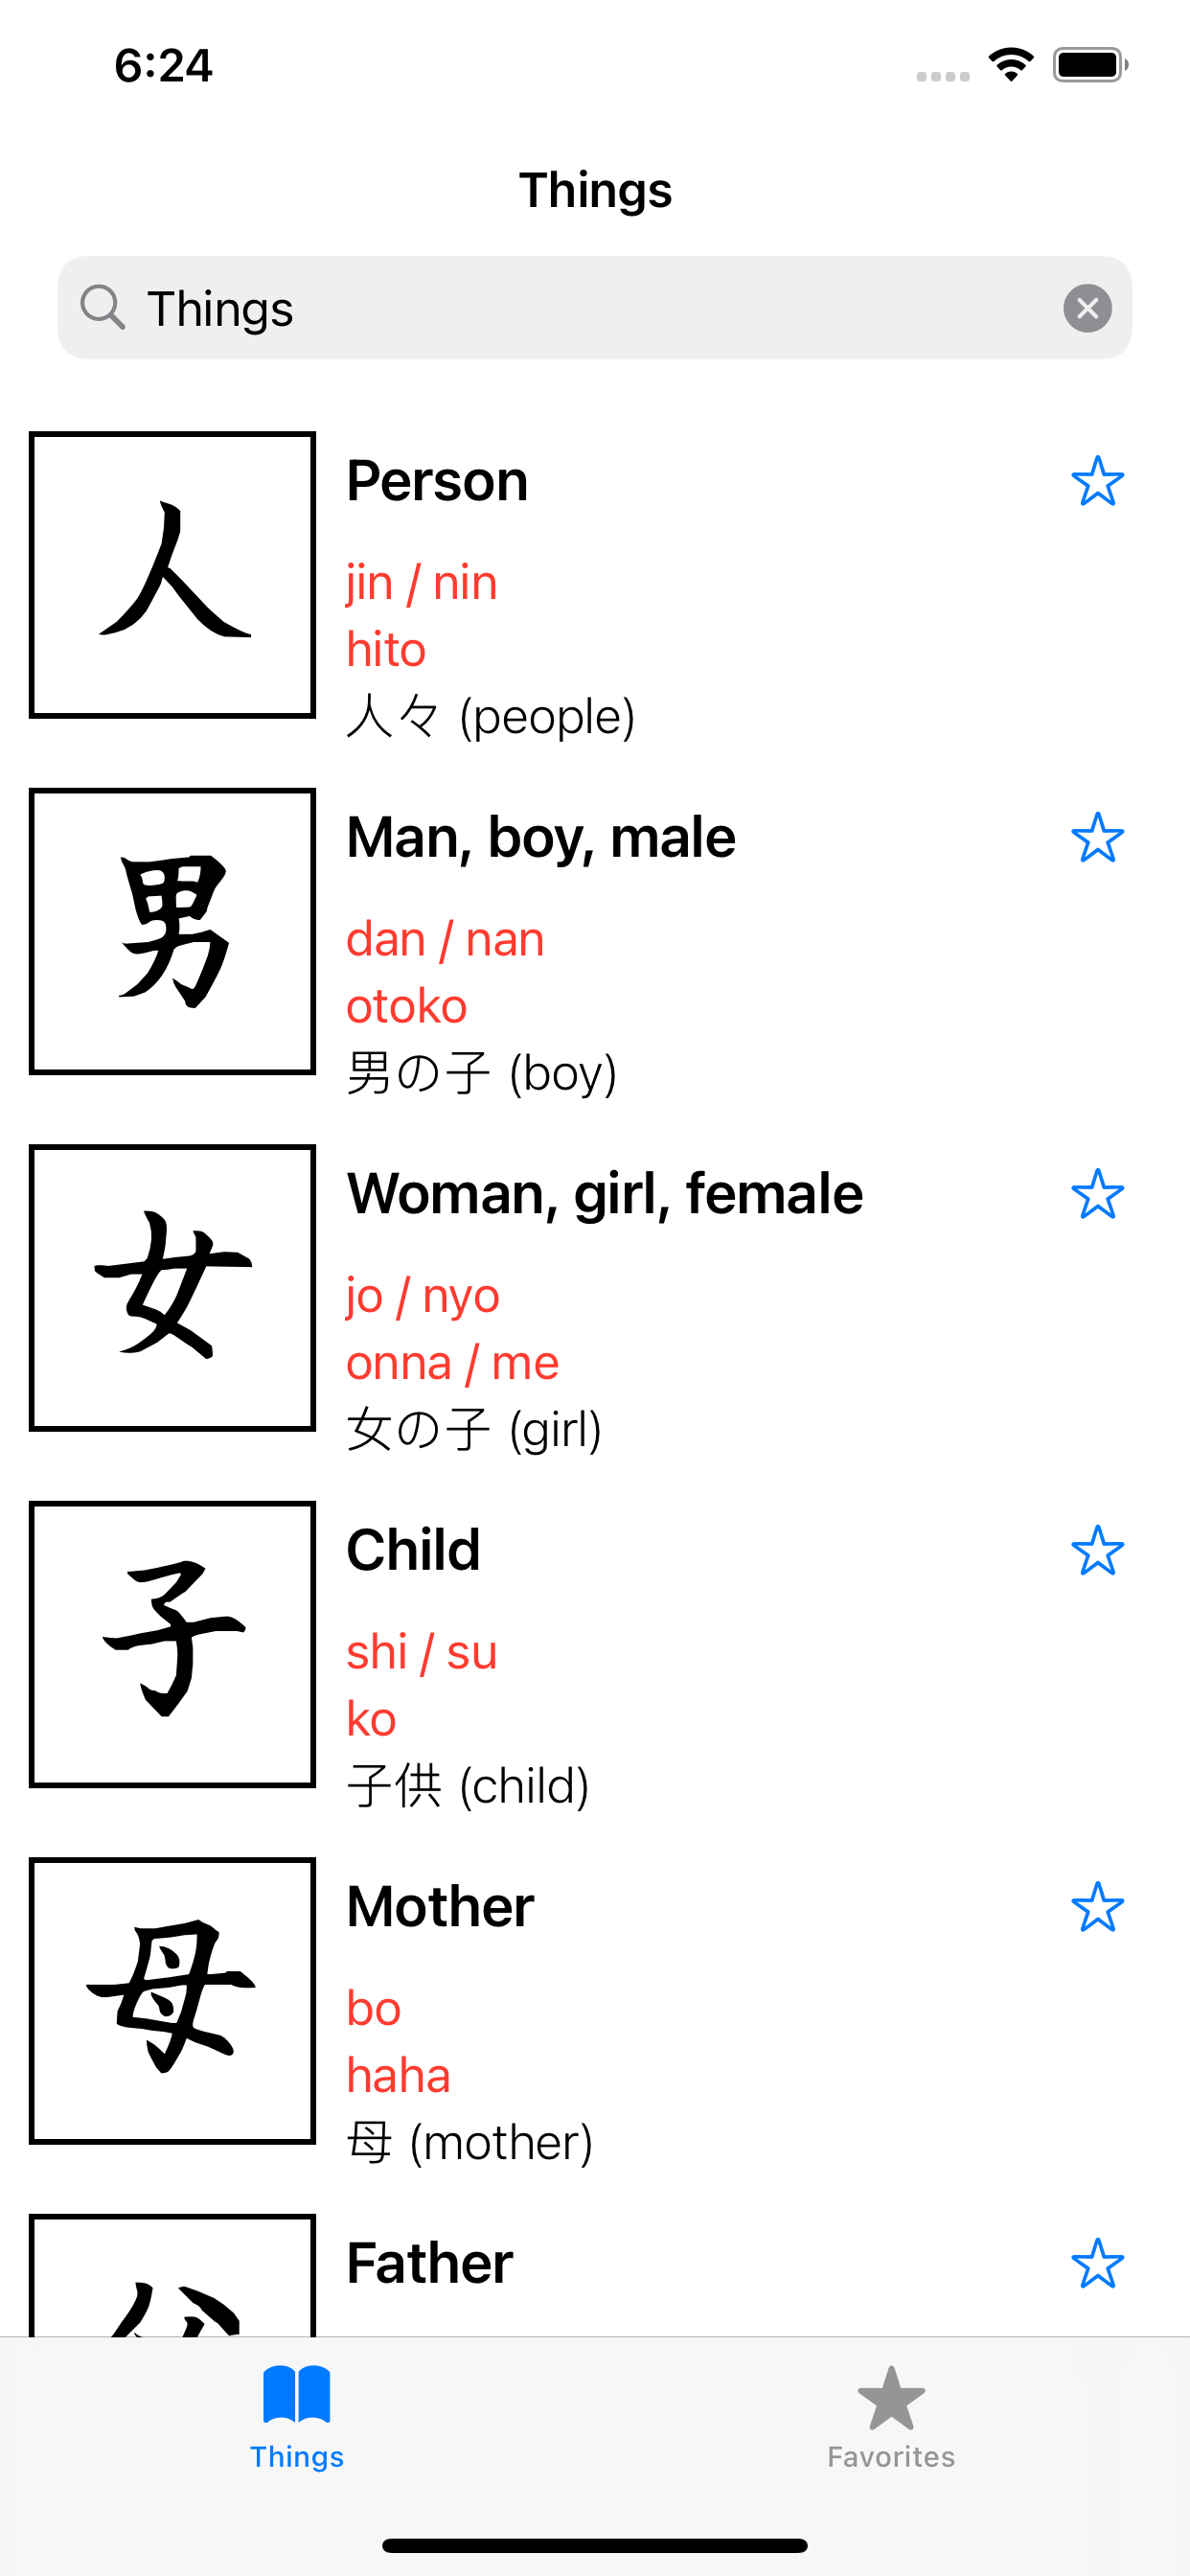 6:24
Things
Things
人
Person
jin / nin
hito
人々 (people)
男
Man, boy, male
dan / nan
otoko
男の子 (boy)
女
Woman, girl, female
jo / nyo
onna / me
女の子 (girl)
子
Child
shi / su
ko
子供 (child)
母
Mother
bo
haha
母 (mother)
Father
Things
Favorites